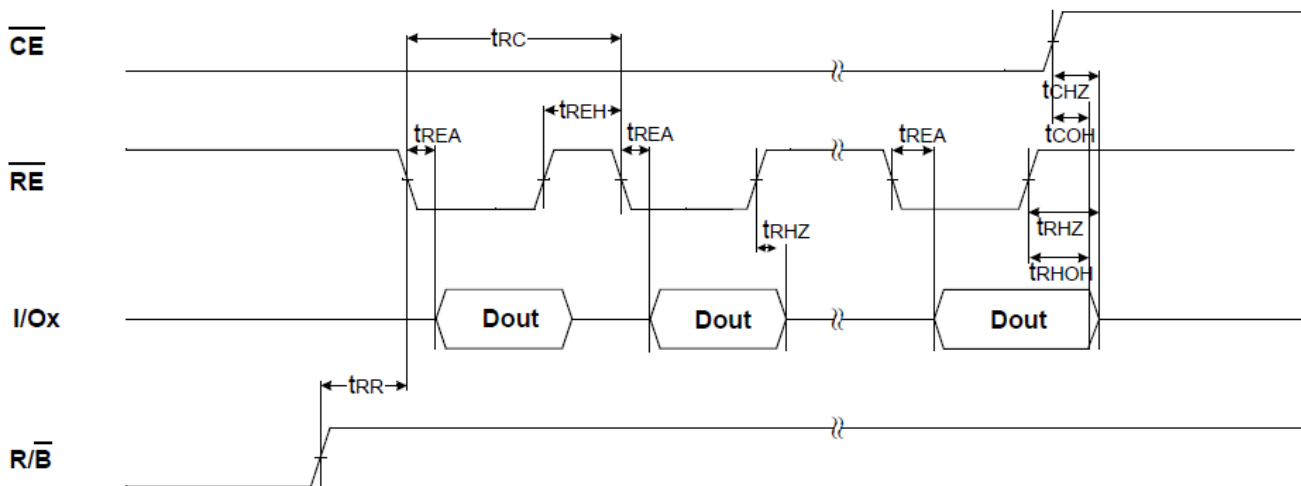 CE
tRC
tCHZ
tREH
tCOH
tREA
tREA
tREA
RE
tRHZ
tRHZ
tRHOH
I/Ox
Dout
Dout
Dout
tRR
R/B